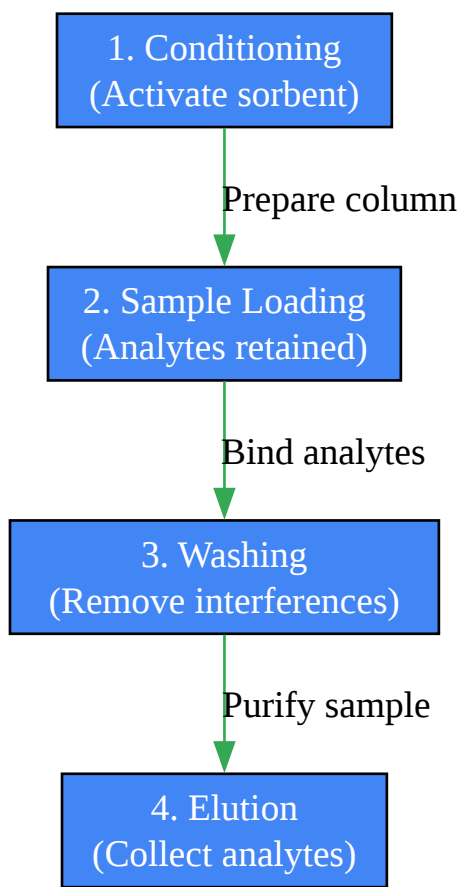 1. Conditioning
(Activate sorbent)
Prepare column
2. Sample Loading
(Analytes retained)
Bind analytes
3. Washing
(Remove interferences)
Purify sample
4. Elution
(Collect analytes)